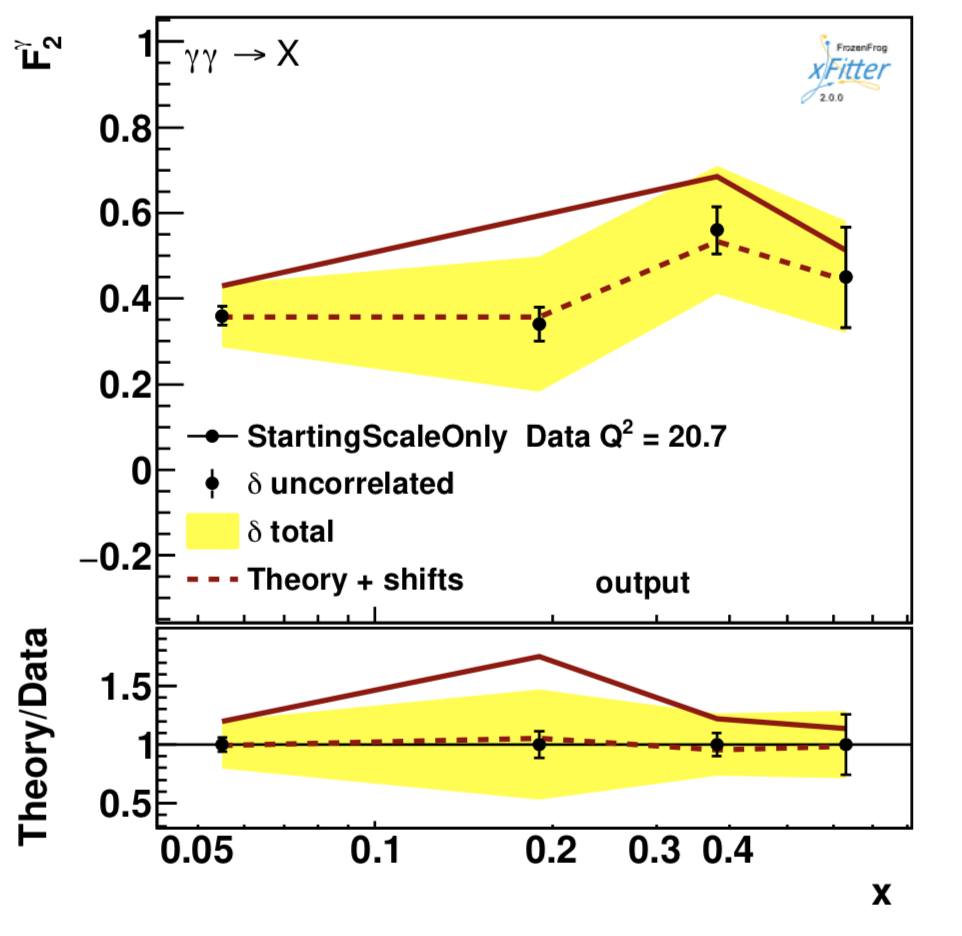 F₂^γ
γγ → X
FrozenFrog
xFitter
2.0.0
1
0.8
0.6
0.4
0.2
0
−0.2
StartingScaleOnly Data Q² = 20.7
δ uncorrelated
δ total
Theory + shifts
output
Theory/Data
1.5
1
0.5
0.05 0.1 0.2 0.3 0.4
x